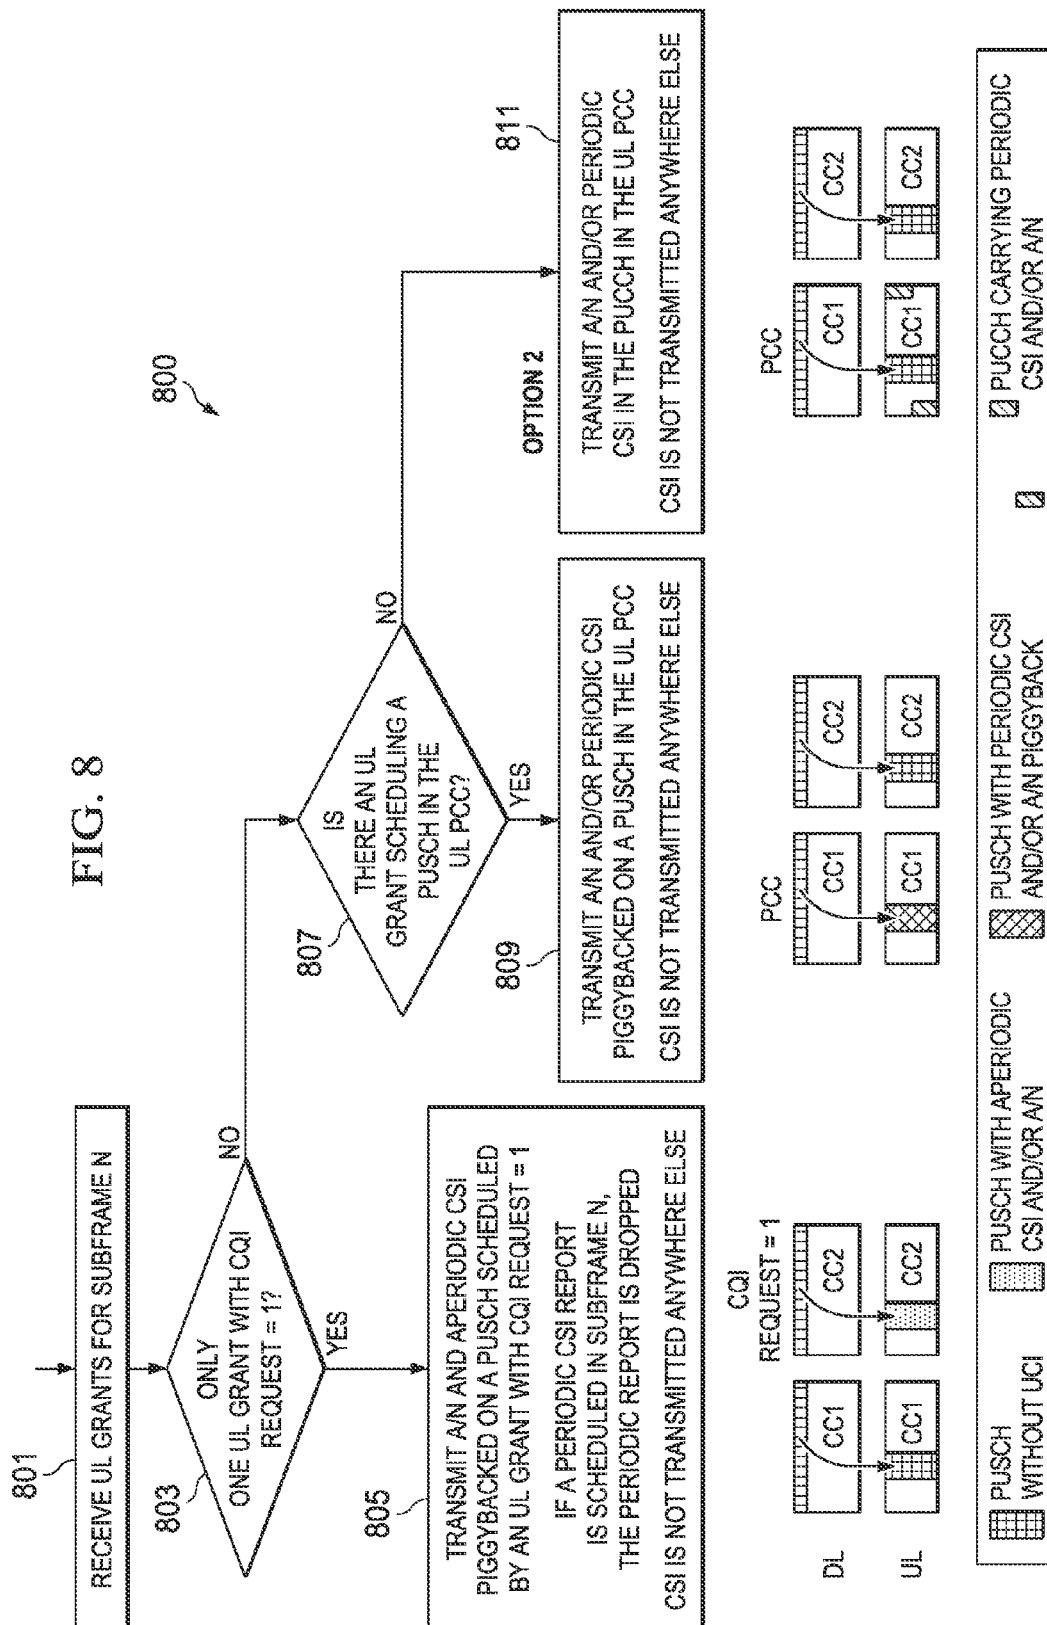 FIG. 8
800
801
RECEIVE UL GRANTS FOR SUBFRAME N
803
ONLY
ONE UL GRANT WITH CQI
REQUEST = 1?
NO
YES
805
TRANSMIT A/N AND APERIODIC CSI
PIGGYBACKED ON A PUSCH SCHEDULED
BY AN UL GRANT WITH CQI REQUEST = 1
IF A PERIODIC CSI REPORT
IS SCHEDULED IN SUBFRAME N,
THE PERIODIC REPORT IS DROPPED
CSI IS NOT TRANSMITTED ANYWHERE ELSE
807
IS
THERE AN UL
GRANT SCHEDULING A
PUSCH IN THE
UL PCC?
NO
YES
809
TRANSMIT A/N AND/OR PERIODIC CSI
PIGGYBACKED ON A PUSCH IN THE UL PCC
CSI IS NOT TRANSMITTED ANYWHERE ELSE
OPTION 2
811
TRANSMIT A/N AND/OR PERIODIC
CSI IN THE PUCCH IN THE UL PCC
CSI IS NOT TRANSMITTED ANYWHERE ELSE
CQI
REQUEST = 1
PCC
PCC
DL
CC1
CC2
CC1
CC2
CC1
CC2
UL
CC1
CC2
CC1
CC2
CC1
CC2
PUSCH
WITHOUT UCI
PUSCH WITH APERIODIC
CSI AND/OR A/N
PUSCH WITH PERIODIC CSI
AND/OR A/N PIGGYBACK
PUCCH CARRYING PERIODIC
CSI AND/OR A/N